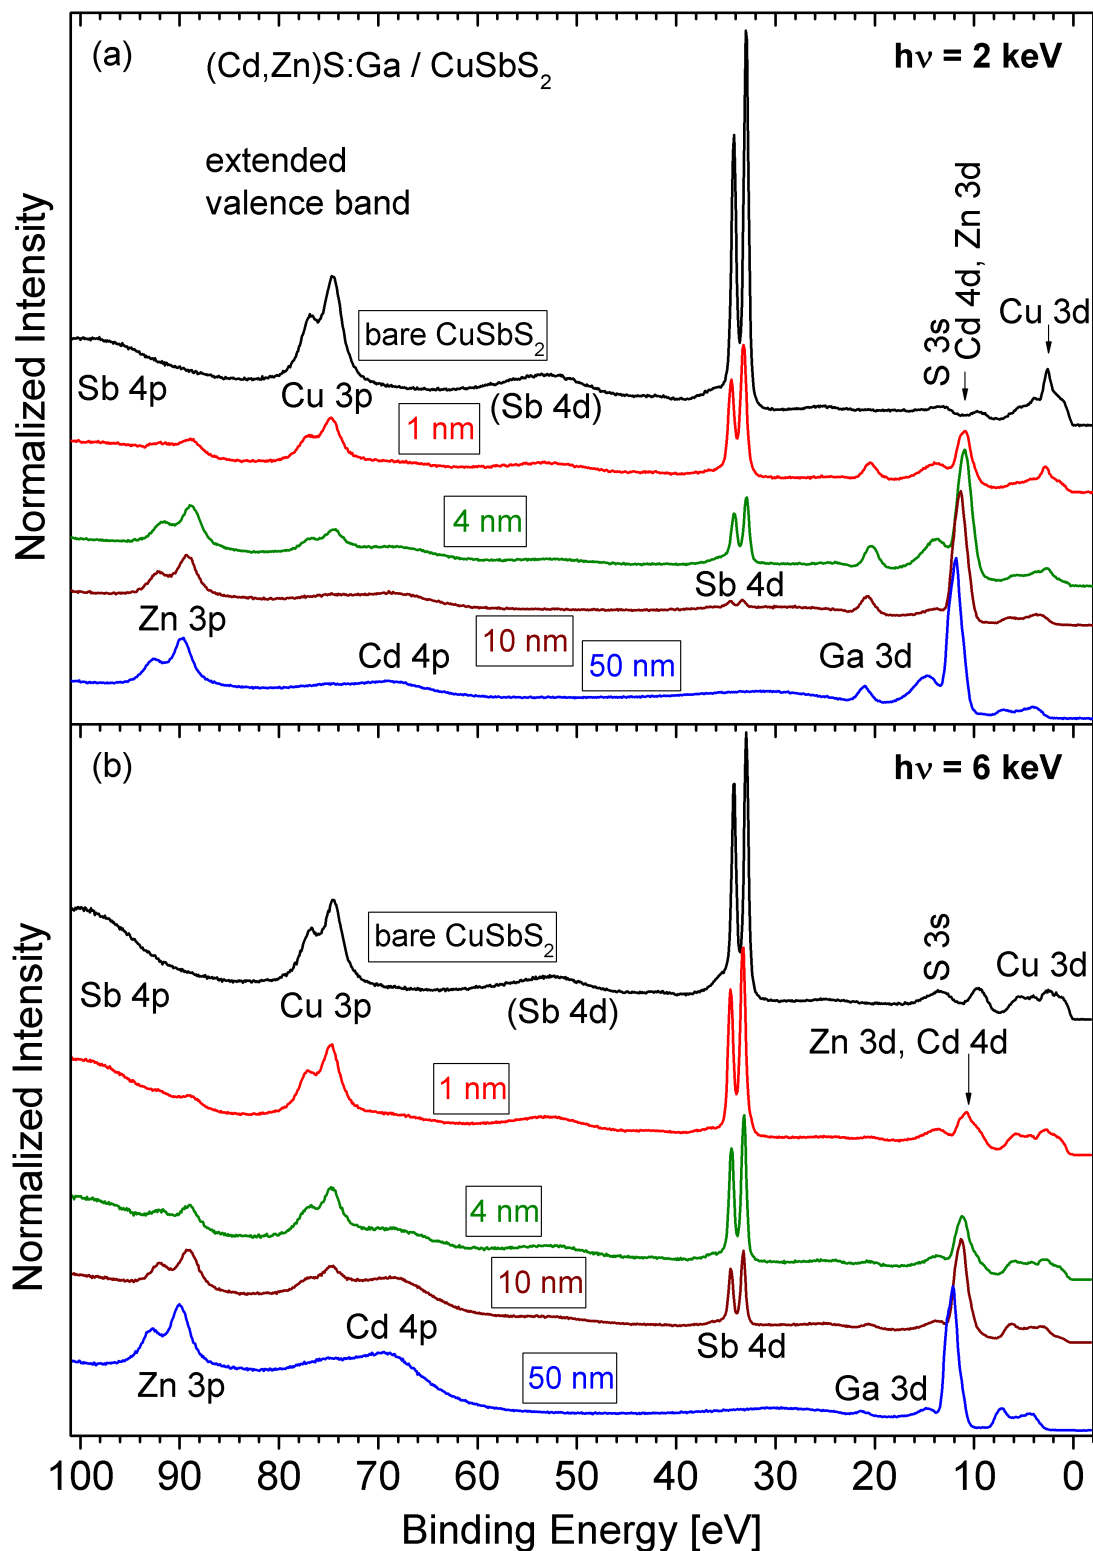 (a)
(Cd,Zn)S:Ga / CuSbS₂
hν = 2 keV
extended
valence band
Normalized Intensity
S 3s
Cd 4d, Zn 3d
Cu 3d
bare CuSbS₂
Sb 4p
Cu 3p
(Sb 4d)
1 nm
4 nm
Sb 4d
Zn 3p
10 nm
Cd 4p
50 nm
Ga 3d
(b)
hν = 6 keV
Normalized Intensity
bare CuSbS₂
S 3s
Cu 3d
Sb 4p
Cu 3p
(Sb 4d)
Zn 3d, Cd 4d
1 nm
4 nm
10 nm
Cd 4p
Sb 4d
Zn 3p
50 nm
Ga 3d
100 90 80 70 60 50 40 30 20 10 0
Binding Energy [eV]